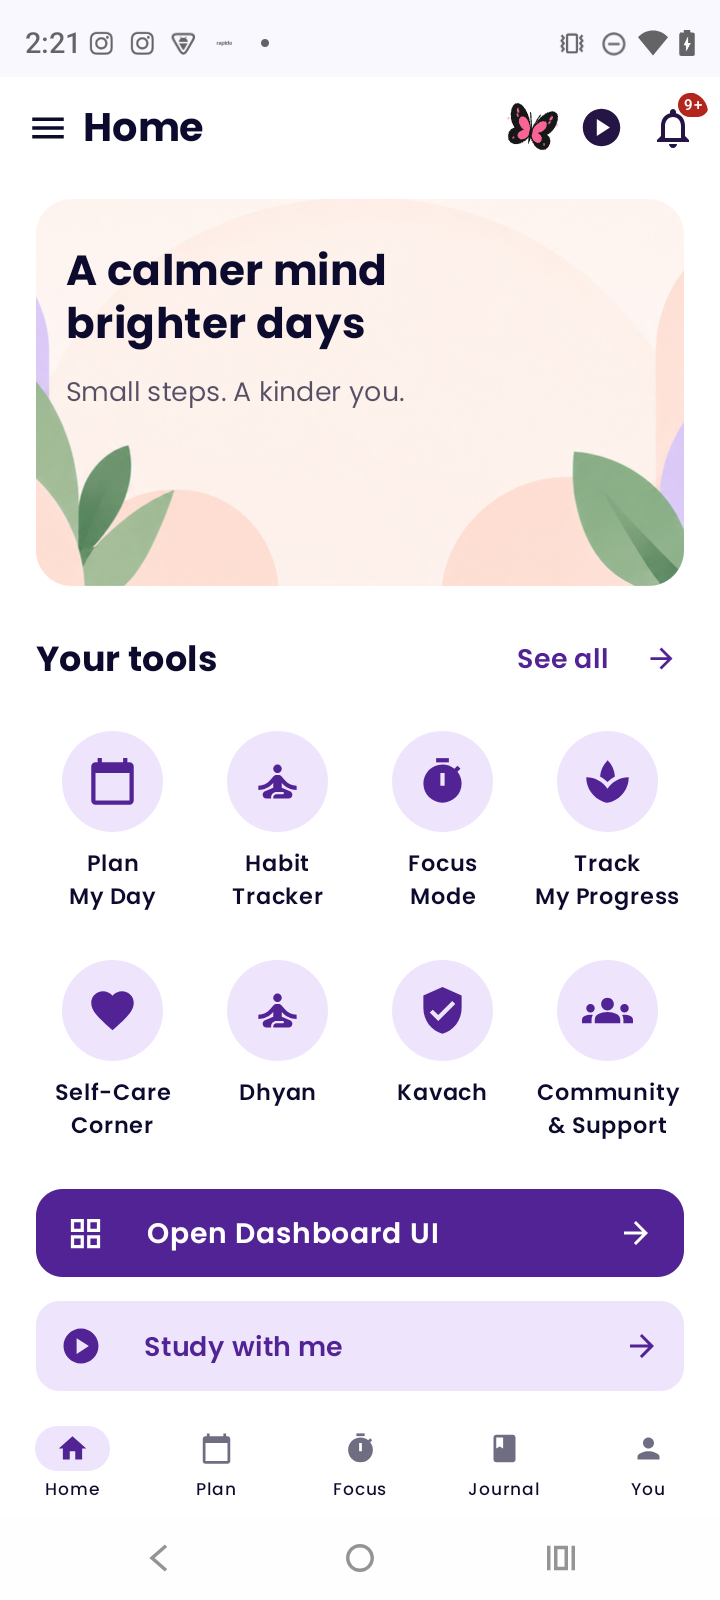 2:21
rapido
Home
9+
A calmer mind
brighter days
Small steps. A kinder you.
Your tools
See all
Plan
My Day
Habit
Tracker
Focus
Mode
Track
My Progress
Self-Care
Corner
Dhyan
Kavach
Community
& Support
Open Dashboard UI
Study with me
Home
Plan
Focus
Journal
You